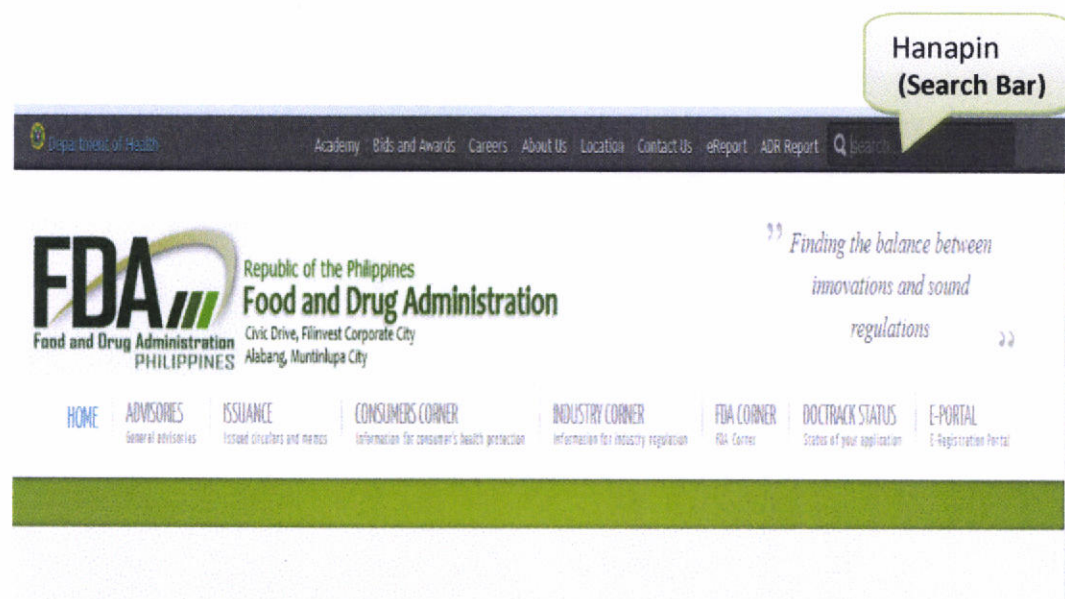 Hanapin
(Search Bar)
Department of Health
Academy Bids and Awards Careers About Us Location Contact Us eReport ADR Report Search
FDA
Food and Drug Administration
PHILIPPINES
Republic of the Philippines
Food and Drug Administration
Civic Drive, Filinvest Corporate City
Alabang, Muntinlupa City
" Finding the balance between
innovations and sound
regulations "
HOME ADVISORIES ISSUANCE CONSUMERS CORNER INDUSTRY CORNER FDA CORNER DOCTRACK STATUS E-PORTAL
General advisories Issued circulars and memos Information for consumer's health protection Information for industry regulation FDA Corner Status of your application E-Registration Portal